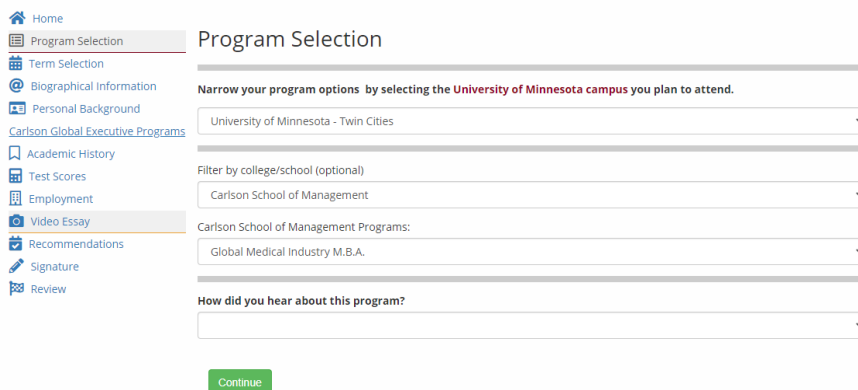 Home
Program Selection
Term Selection
Biographical Information
Personal Background
Carlson Global Executive Programs
Academic History
Test Scores
Employment
Video Essay
Recommendations
Signature
Review
Program Selection
Narrow your program options by selecting the University of Minnesota campus you plan to attend.
University of Minnesota - Twin Cities
Filter by college/school (optional)
Carlson School of Management
Carlson School of Management Programs:
Global Medical Industry M.B.A.
How did you hear about this program?
Continue